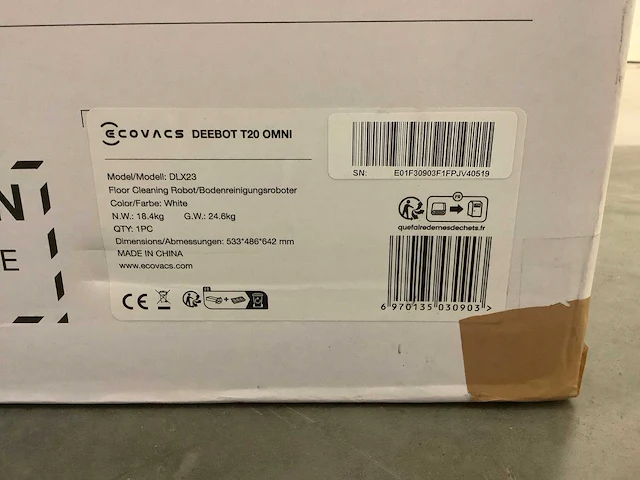 ECOVACS DEEBOT T20 OMNI
SN: E01F30903F1FPJV40519
Model/Modell: DLX23
Floor Cleaning Robot/Bodenreinigungsroboter
Color/Farbe: White
N.W.: 18.4kg G.W.: 24.6kg
QTY: 1PC
Dimensions/Abmessungen: 533*486*642 mm
MADE IN CHINA
www.ecovacs.com
FR
quefairedemesdechets.fr
CE
6 970135 030903 >
N
E